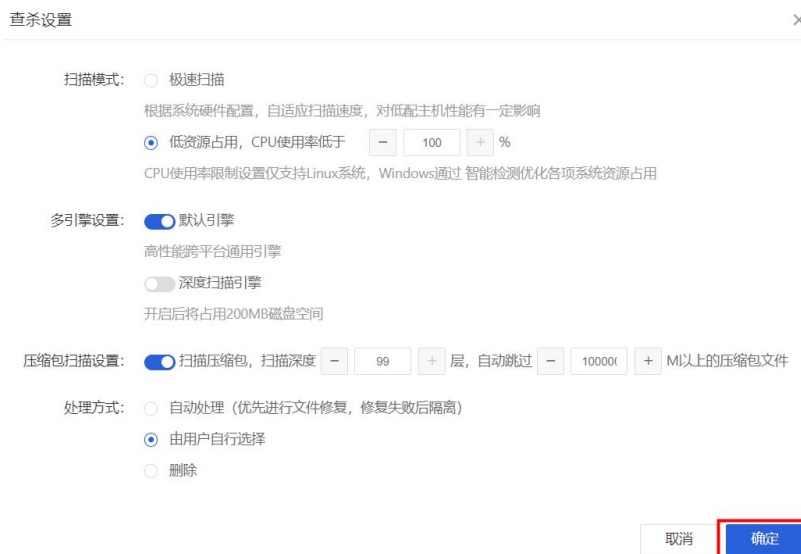 查杀设置
扫描模式： 极速扫描
根据系统硬件配置，自适应扫描速度，对低配主机性能有一定影响
低资源占用，CPU使用率低于 － 100 + %
CPU使用率限制设置仅支持Linux系统，Windows通过 智能检测优化各项系统资源占用
多引擎设置： 默认引擎
高性能跨平台通用引擎
深度扫描引擎
开启后将占用200MB磁盘空间
压缩包扫描设置： 扫描压缩包，扫描深度 － 99 + 层，自动跳过 － 10000 + M以上的压缩包文件
处理方式： 自动处理（优先进行文件修复，修复失败后隔离）
由用户自行选择
删除
取消 确定